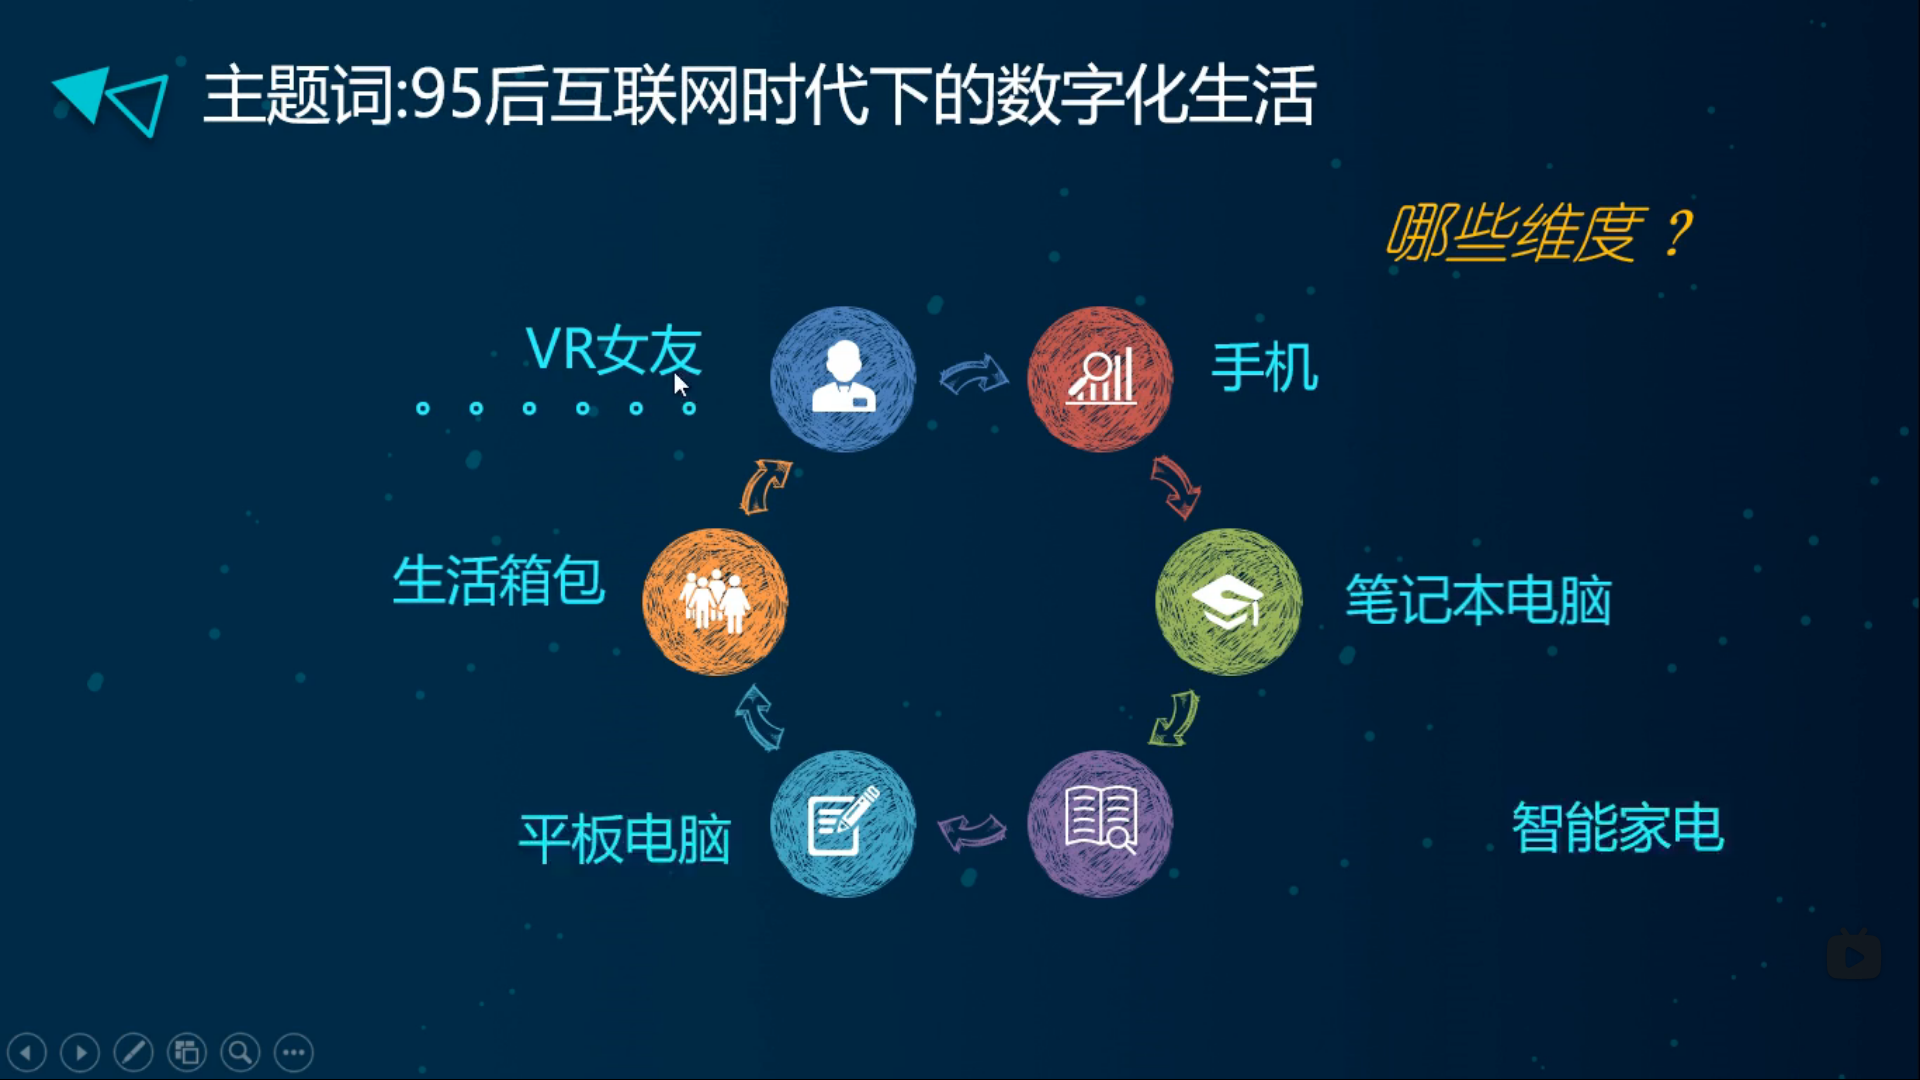 主题词:95后互联网时代下的数字化生活
哪些维度？
VR女友
。。。。。。
手机
生活箱包
笔记本电脑
平板电脑
智能家电